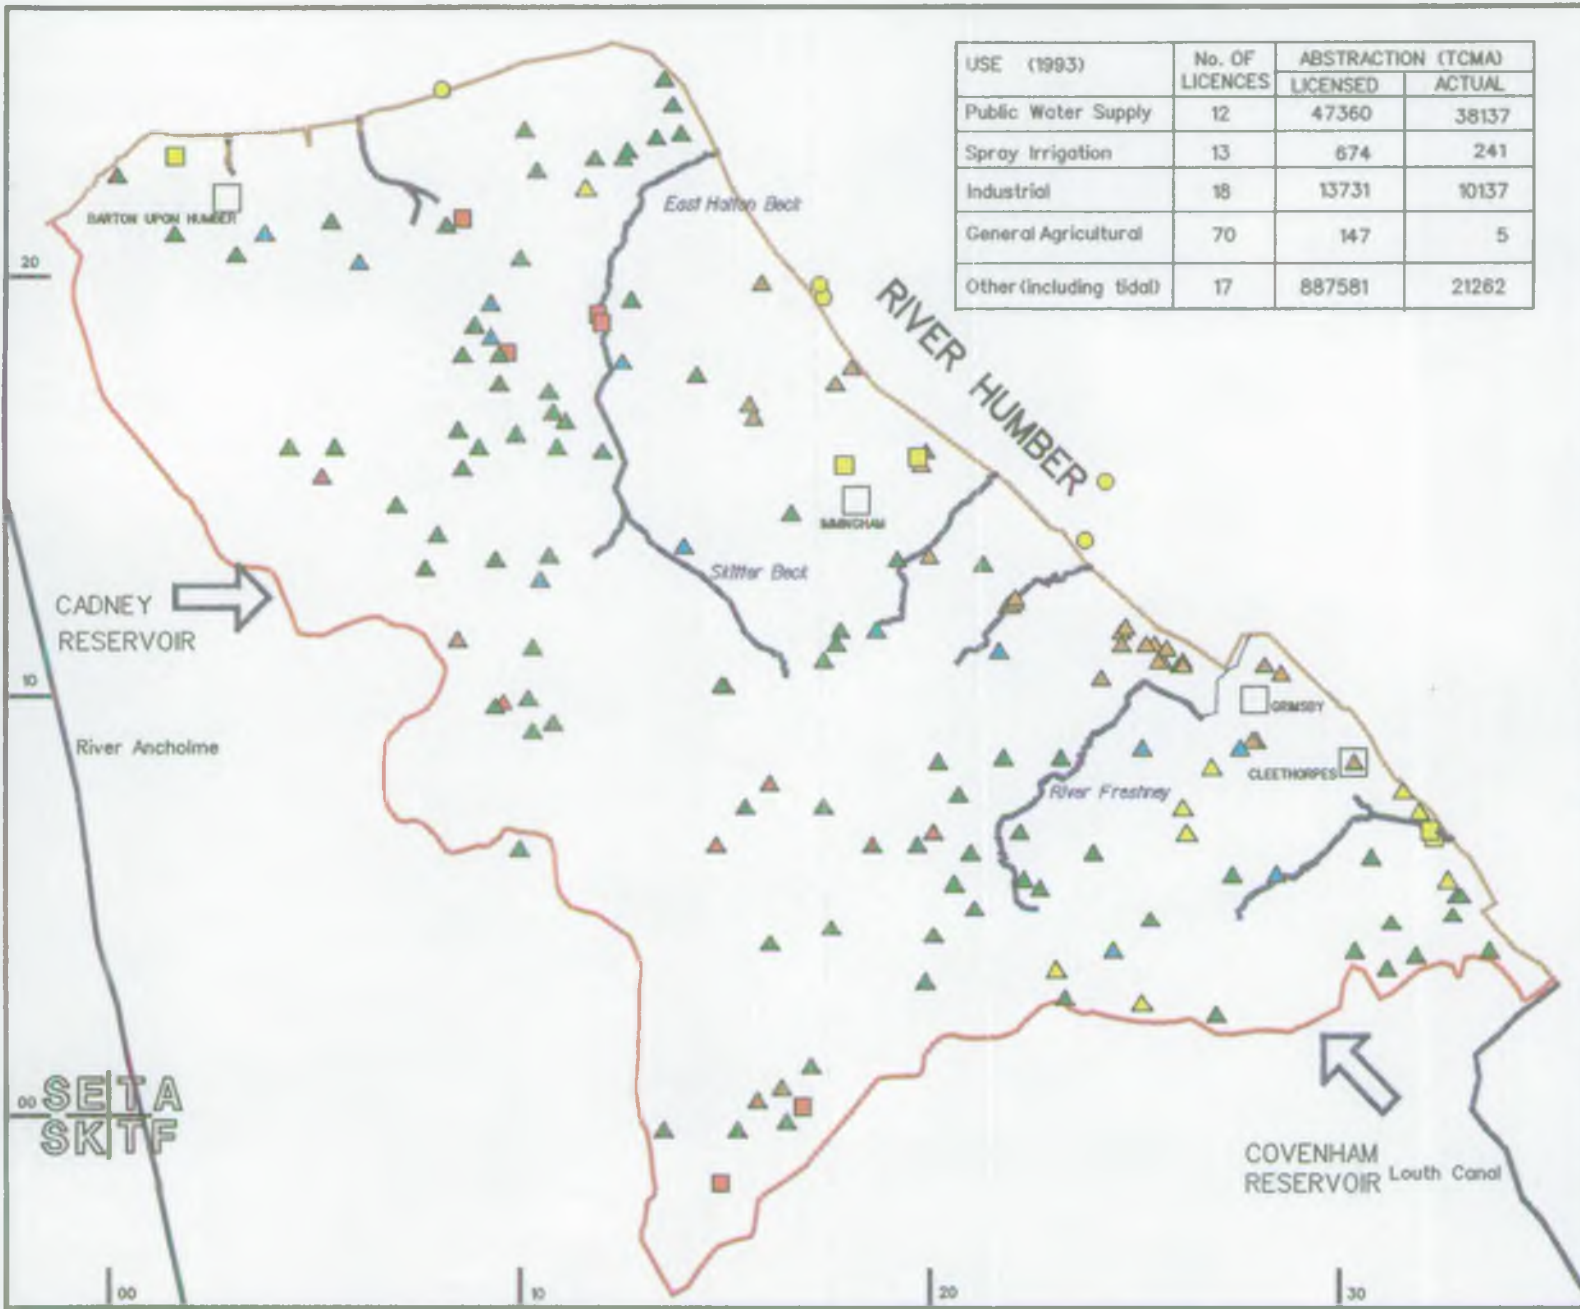 USE (1993) No. OF LICENCES ABSTRACTION (TCMA)
LICENSED ACTUAL
Public Water Supply 12 47360 38137
Spray Irrigation 13 674 241
Industrial 18 13731 10137
General Agricultural 70 147 5
Other (including tidal) 17 887581 21262
BARTON UPON HUMBER
East Halton Beck
20
RIVER HUMBER
IMMINGHAM
Skitter Beck
CADNEY
RESERVOIR
10
River Ancholme
GRIMSBY
CLEETHORPES
River Freshney
00
SE TA
SK TF
COVENHAM
RESERVOIR
Louth Canal
00
10
20
30